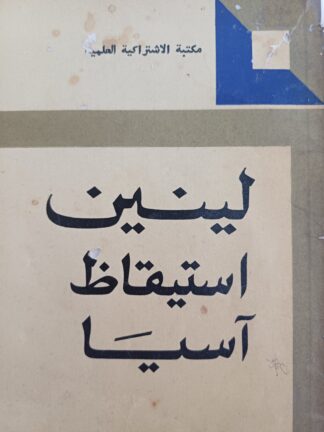 مكتبة الاشتراكية العلمية
لينين
استيقاظ
آسيا